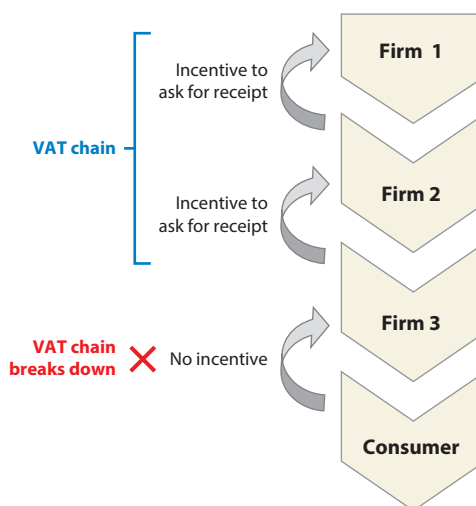 Firm 1
Incentive to
ask for receipt
VAT chain
Firm 2
Incentive to
ask for receipt
Firm 3
VAT chain
breaks down
No incentive
Consumer